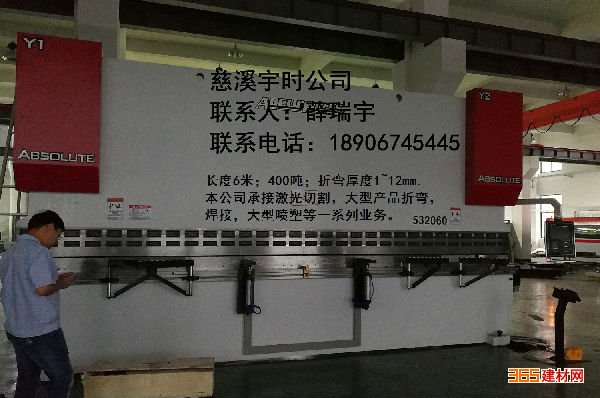 Y1
Y2
ABSOLUTE
ABSOLUTE
慈溪宇时公司
联系人：薛瑞宇
联系电话：18906745445
长度6米；400吨；折弯厚度1~12mm.
本公司承接激光切割，大型产品折弯，
焊接，大型喷塑等一系列业务。
532060
365建材网